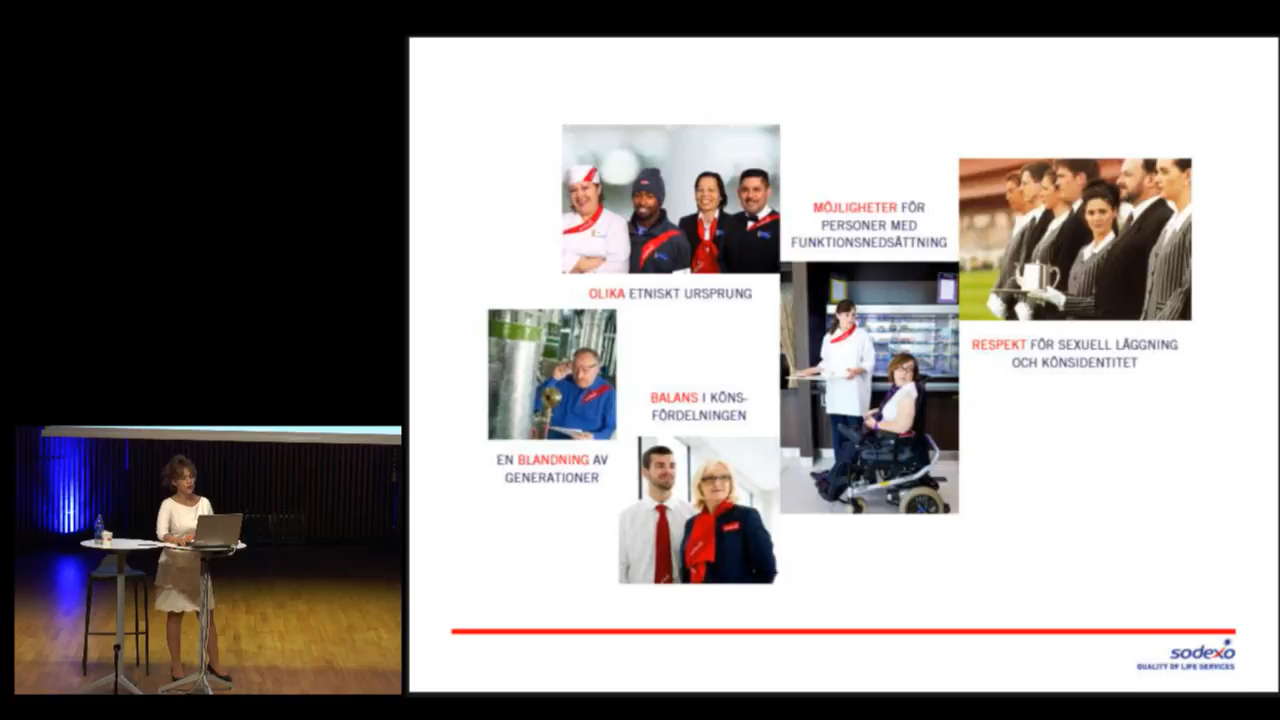 MÖJLIGHETER FÖR
PERSONER MED
FUNKTIONSNEDSÄTTNING
OLIKA ETNISKT URSPRUNG
RESPEKT FÖR SEXUELL LÄGGNING
OCH KÖNSIDENTITET
BALANS I KÖNS-
FÖRDELNINGEN
EN BLANDNING AV
GENERATIONER
sodexo
QUALITY OF LIFE SERVICES